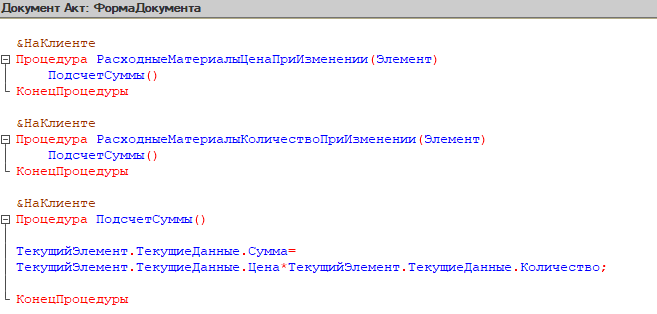 Документ Акт: ФормаДокумента
&НаКлиенте
Процедура РасходныеМатериалыЦенаПриИзменении(Элемент)
ПодсчетСуммы()
КонецПроцедуры
&НаКлиенте
Процедура РасходныеМатериалыКоличествоПриИзменении(Элемент)
ПодсчетСуммы()
КонецПроцедуры
&НаКлиенте
Процедура ПодсчетСуммы()
ТекущийЭлемент.ТекущиеДанные.Сумма=
ТекущийЭлемент.ТекущиеДанные.Цена*ТекущийЭлемент.ТекущиеДанные.Количество;
КонецПроцедуры